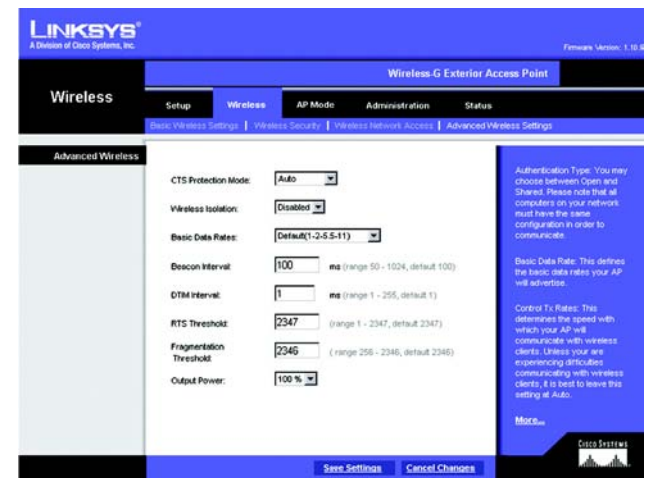 LINKSYS®
A Division of Cisco Systems, Inc.
Firmware Version: 1.10
Wireless-G Exterior Access Point
Wireless
Setup Wireless AP Mode Administration Status
Basic Wireless Settings | Wireless Security | Wireless Network Access | Advanced Wireless Settings
Advanced Wireless
CTS Protection Mode: Auto
Wireless Isolation: Disabled
Basic Data Rates: Default(1-2-5.5-11)
Beacon Interval: 100 ms (range 50 - 1024, default 100)
DTIM Interval: 1 ms (range 1 - 255, default 1)
RTS Threshold: 2347 (range 1 - 2347, default 2347)
Fragmentation
Threshold: 2346 ( range 256 - 2346, default 2346)
Output Power: 100 %
Authentication Type: You may
choose between Open and
Shared. Please note that all
computers on your network
must have the same
configuration in order to
communicate.
Basic Data Rate: This defines
the basic data rates your AP
will advertise.
Control Tx Rates: This
determines the speed with
which your AP will
communicate with wireless
clients. Unless your are
experiencing difficulties
communicating with wireless
clients, it is best to leave this
setting at Auto.
More...
Save Settings Cancel Changes
CISCO SYSTEMS